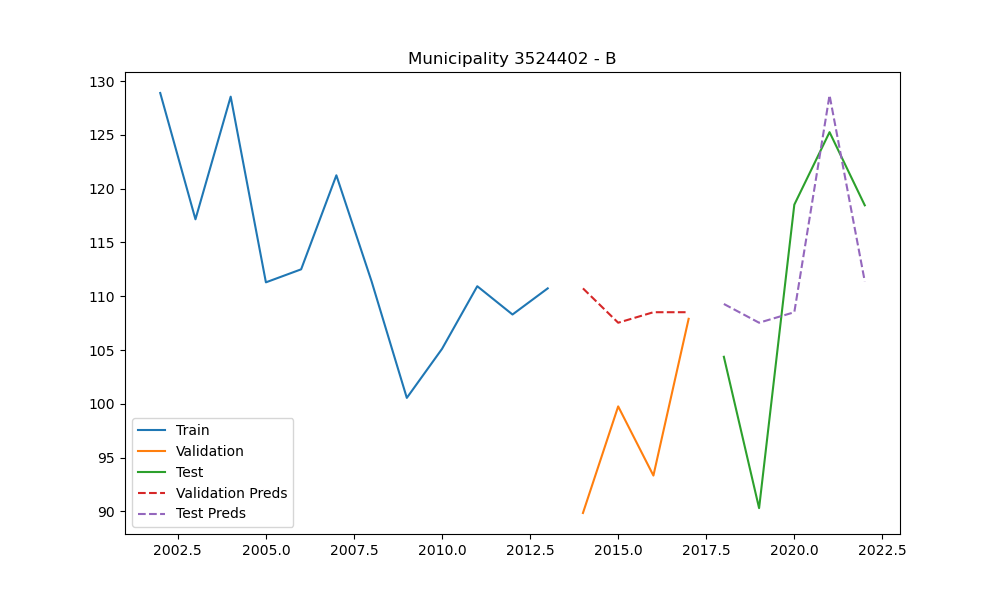 Municipality 3524402 - B
130
125
120
115
110
105
100
95
90
Train
Validation
Test
Validation Preds
Test Preds
2002.5 2005.0 2007.5 2010.0 2012.5 2015.0 2017.5 2020.0 2022.5